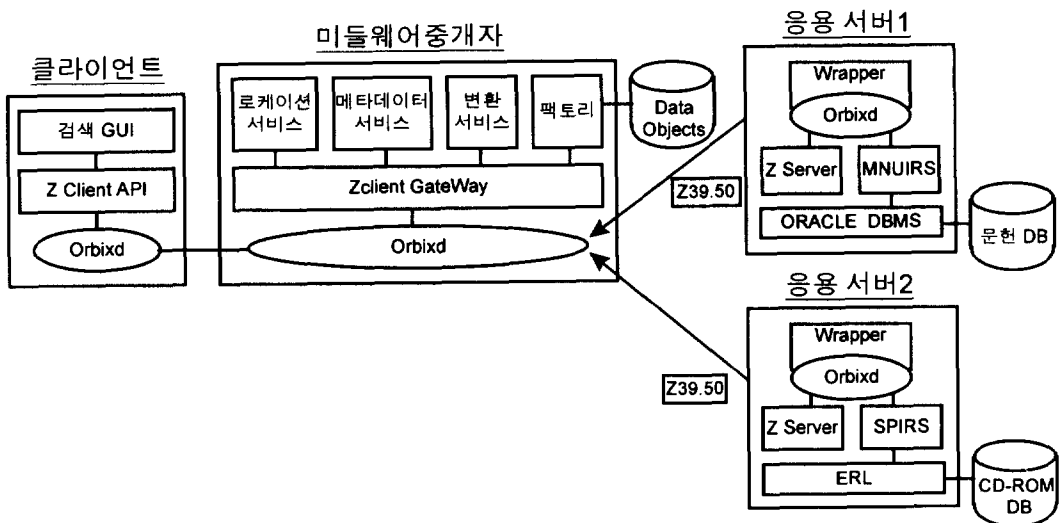 클라이언트
검색 GUI
Z Client API
Orbixd
미들웨어중개자
로케이션
서비스
메타데이터
서비스
변환
서비스
팩토리
Data
Objects
Zclient GateWay
Orbixd
Z39.50
Z39.50
응용 서버1
Wrapper
Orbixd
Z Server
MNUIRS
ORACLE DBMS
문헌 DB
응용 서버2
Wrapper
Orbixd
Z Server
SPIRS
ERL
CD-ROM
DB